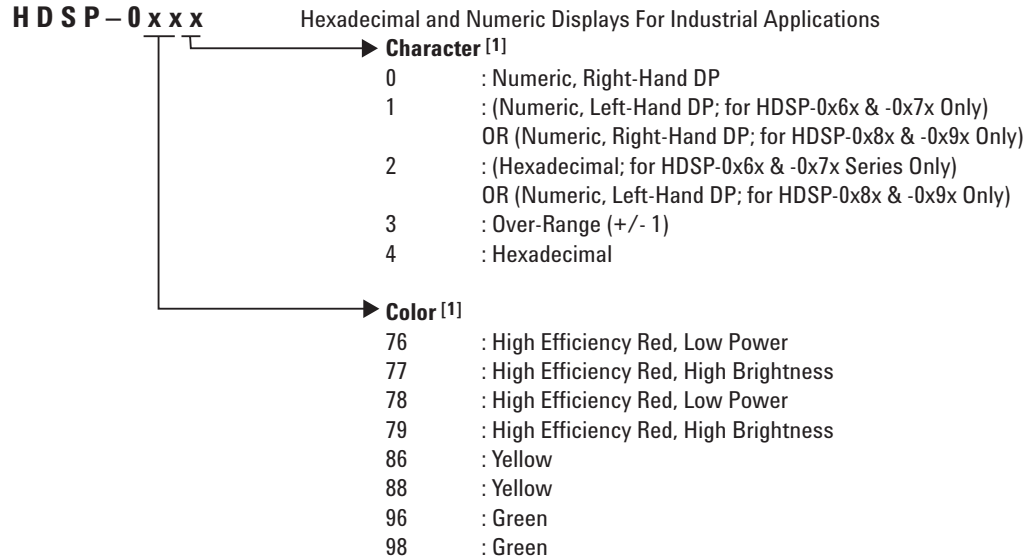 HDSP–0xxx Hexadecimal and Numeric Displays For Industrial Applications
Character [1]
0 : Numeric, Right-Hand DP
1 : (Numeric, Left-Hand DP; for HDSP-0x6x & -0x7x Only)
OR (Numeric, Right-Hand DP; for HDSP-0x8x & -0x9x Only)
2 : (Hexadecimal; for HDSP-0x6x & -0x7x Series Only)
OR (Numeric, Left-Hand DP; for HDSP-0x8x & -0x9x Only)
3 : Over-Range (+/- 1)
4 : Hexadecimal
Color [1]
76 : High Efficiency Red, Low Power
77 : High Efficiency Red, High Brightness
78 : High Efficiency Red, Low Power
79 : High Efficiency Red, High Brightness
86 : Yellow
88 : Yellow
96 : Green
98 : Green